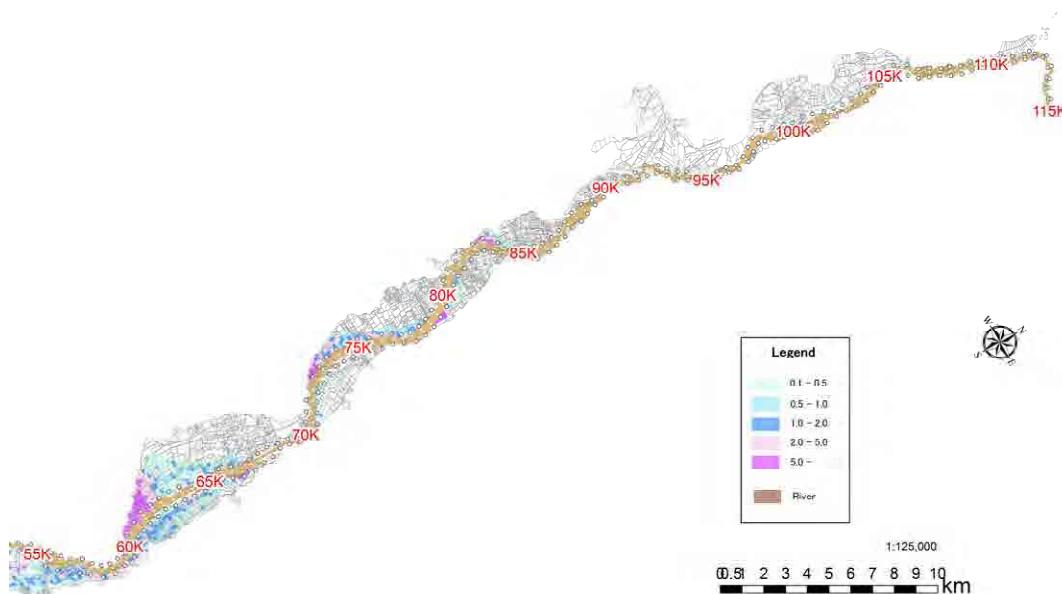 110K
105K
115K
100K
95K
90K
85K
80K
75K
70K
65K
60K
55K
W
N
S
E
Legend
0.1 - 0.5
0.5 - 1.0
1.0 - 2.0
2.0 - 5.0
5.0 -
River
1:125,000
0 0.5 1 2 3 4 5 6 7 8 9 10
km